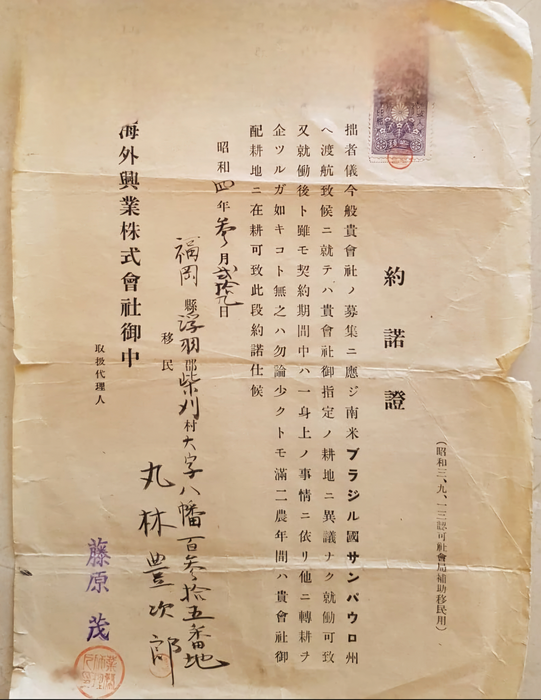 (昭和三、九、一三認可社會局補助移民用)
約諾證
拙者儀今般貴會社ノ募集ニ應ジ南米ブラジル國サンパウロ州
ヘ渡航致候ニ就テハ貴會社御指定ノ耕地ニ異議ナク就働可致
又就働後ト雖モ契約期間中ハ一身上ノ事情ニ依リ他ニ轉耕ヲ
企ツルガ如キコト無之ハ勿論少クトモ滿二農年間ハ貴會社御
配耕地ニ在耕可致此段約諾仕候
昭和四年参月貳拾九日
福岡縣浮羽郡柴刈村大字八幡百参拾五番地
移民
丸林豊次郎
海外興業株式會社御中
取扱代理人
藤原茂